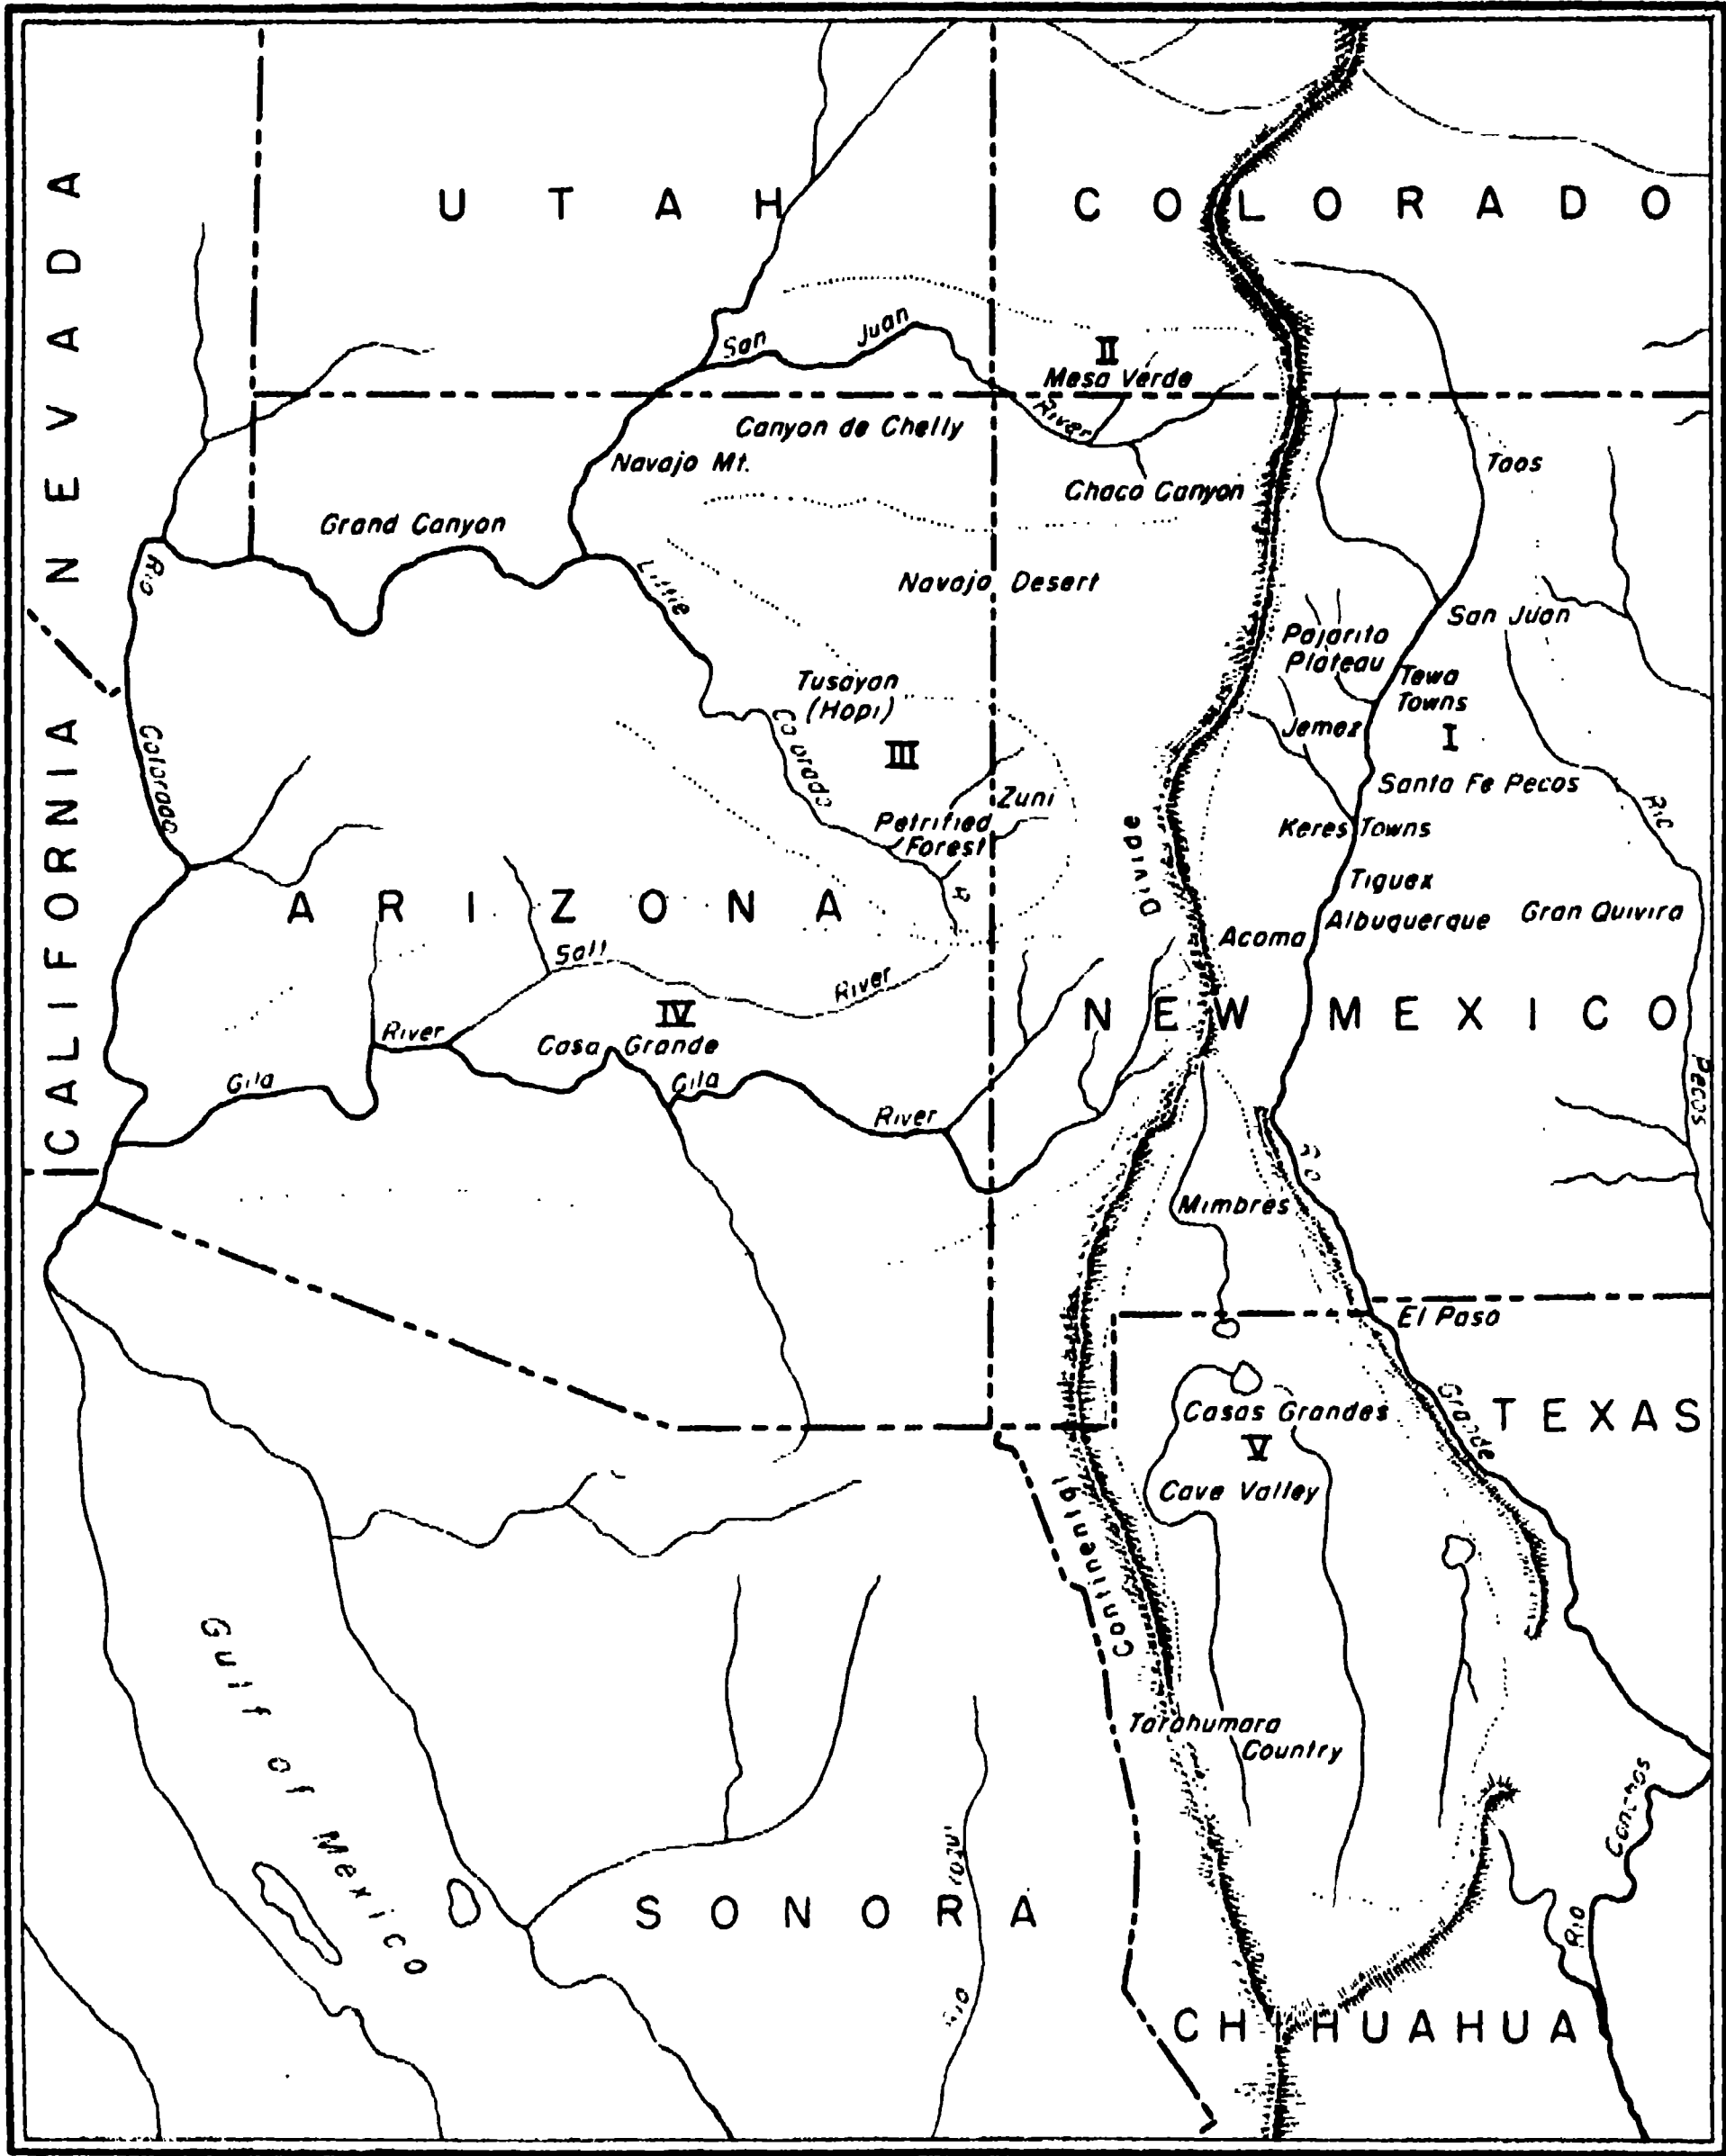 NEVADA
UTAH
COLORADO
San Juan
River
II
Mesa Verde
Canyon de Chelly
Navajo Mt.
Taos
Chaco Canyon
Grand Canyon
Rio
Colorado
Little
Navajo Desert
San Juan
Pajarito
Plateau
Tewa
Towns
Tusayan
(Hopi)
Jemez
I
III
Santa Fe Pecos
Zuni
Petrified
Forest
R
Keres Towns
Rio
Pecos
Divide
Tiguex
CALIFORNIA
ARIZONA
Albuquerque
Gran Quivira
Acoma
Salt
River
IV
NEW MEXICO
River
Casa Grande
Gila
Gila
River
Mimbres
El Paso
Grande
TEXAS
Casas Grandes
V
Cave Valley
Continental
Gulf of Mexico
Tarahumara
Country
Conchos
Rio
SONORA
CHIHUAHUA